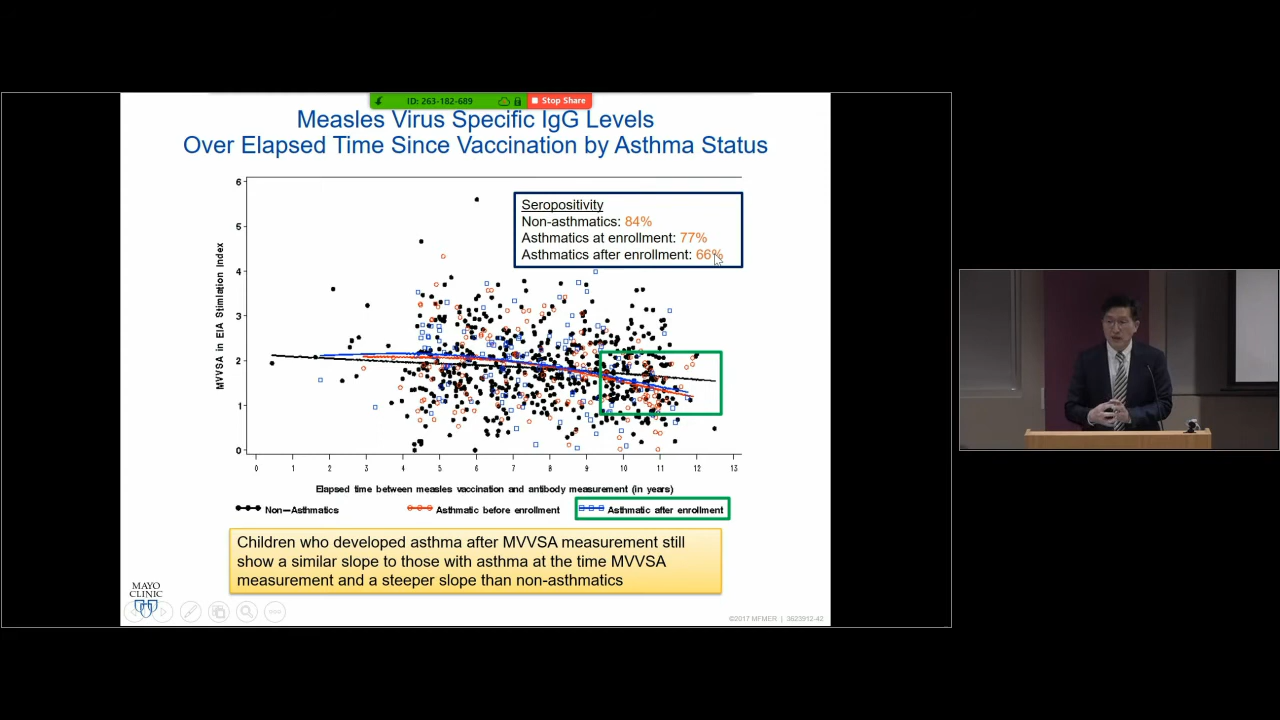 ID: 263-182-689
Stop Share
Measles Virus Specific IgG Levels
Over Elapsed Time Since Vaccination by Asthma Status
Seropositivity
Non-asthmatics: 84%
Asthmatics at enrollment: 77%
Asthmatics after enrollment: 66%
MVVSA in EIA Stimlation Index
6
5
4
3
2
1
0
0 1 2 3 4 5 6 7 8 9 10 11 12 13
Elapsed time between measles vaccination and antibody measurement (in years)
Non-Asthmatics
Asthmatic before enrollment
Asthmatic after enrollment
Children who developed asthma after MVVSA measurement still
show a similar slope to those with asthma at the time MVVSA
measurement and a steeper slope than non-asthmatics
MAYO
CLINIC
©2017 MFMER | 3623912-42